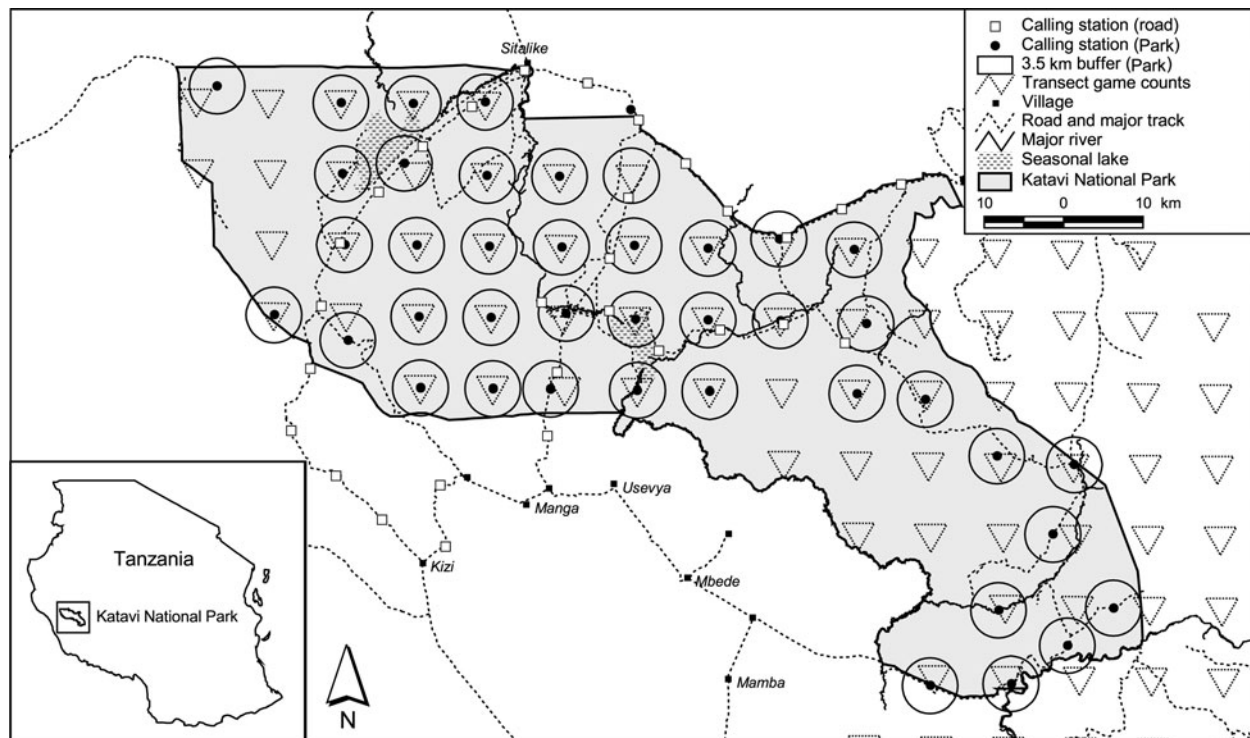 Sitalike
Calling station (road)
Calling station (Park)
3.5 km buffer (Park)
Transect game counts
Village
Road and major track
Major river
Seasonal lake
Katavi National Park
10 0 10 km
Usevya
Manga
Kizi
Mbede
Mamba
Tanzania
Katavi National Park
N